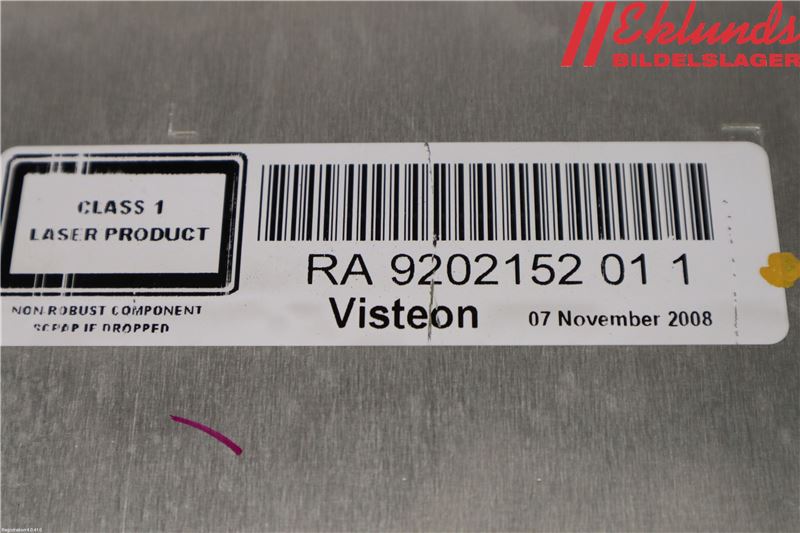 Eklunds
BILDELSLAGER
CLASS 1
LASER PRODUCT
NON-ROBUST COMPONENT
SCRAP IF DROPPED
RA 9202152 01 1
Visteon
07 November 2008